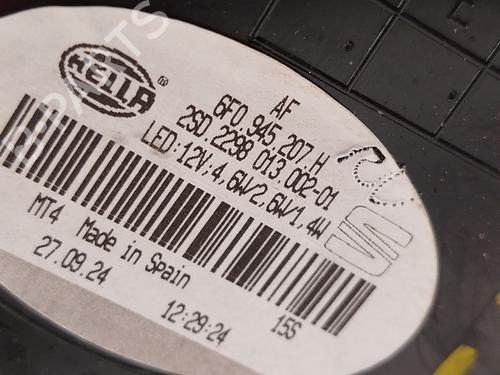 HELLA ®
AF
6F0 945 207 H
2SD 2298 013 002-01
LED:12V,4,6W/2,6W/1,4W
MT4 Made in Spain
27.09.24
12:29:24
156